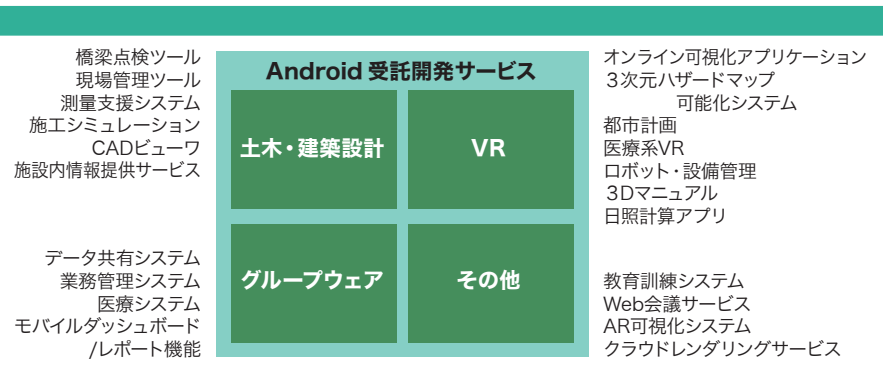 Android 受託開発サービス
橋梁点検ツール
現場管理ツール
測量支援システム
施工シミュレーション
CADビューワ
施設内情報提供サービス
土木・建築設計
VR
オンライン可視化アプリケーション
3次元ハザードマップ
可能化システム
都市計画
医療系VR
ロボット・設備管理
3Dマニュアル
日照計算アプリ
データ共有システム
業務管理システム
医療システム
モバイルダッシュボード
/レポート機能
グループウェア
その他
教育訓練システム
Web会議サービス
AR可視化システム
クラウドレンダリングサービス